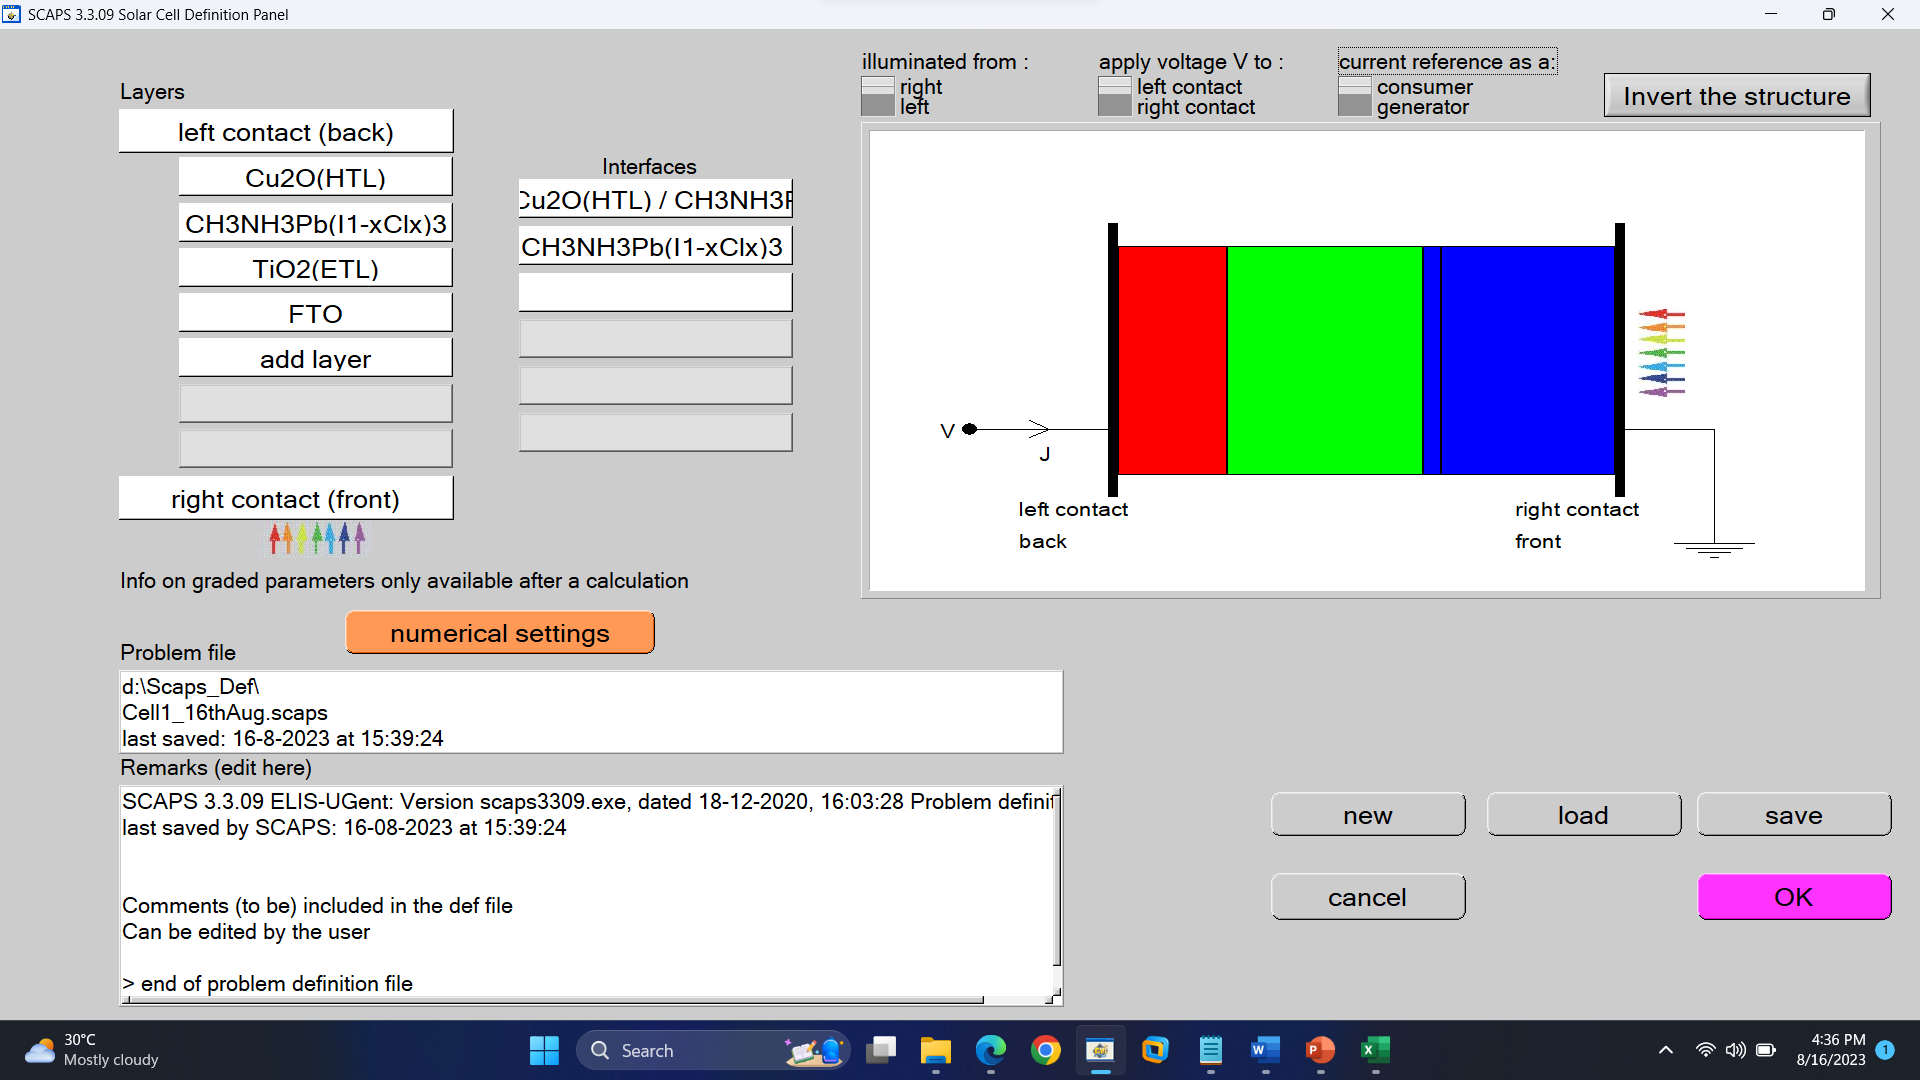 SCAPS 3.3.09 Solar Cell Definition Panel
illuminated from :
right
left
apply voltage V to :
left contact
right contact
current reference as a:
consumer
generator
Invert the structure
Layers
left contact (back)
Cu2O(HTL)
CH3NH3Pb(I1-xClx)3
TiO2(ETL)
FTO
add layer
right contact (front)
Interfaces
Cu2O(HTL) / CH3NH3P
CH3NH3Pb(I1-xClx)3
V
J
left contact
back
right contact
front
Info on graded parameters only available after a calculation
numerical settings
Problem file
d:\Scaps_Def\
Cell1_16thAug.scaps
last saved: 16-8-2023 at 15:39:24
Remarks (edit here)
SCAPS 3.3.09 ELIS-UGent: Version scaps3309.exe, dated 18-12-2020, 16:03:28 Problem definit
last saved by SCAPS: 16-08-2023 at 15:39:24
Comments (to be) included in the def file
Can be edited by the user
> end of problem definition file
new
load
save
cancel
OK
30°C
Mostly cloudy
Search
4:36 PM
8/16/2023
1